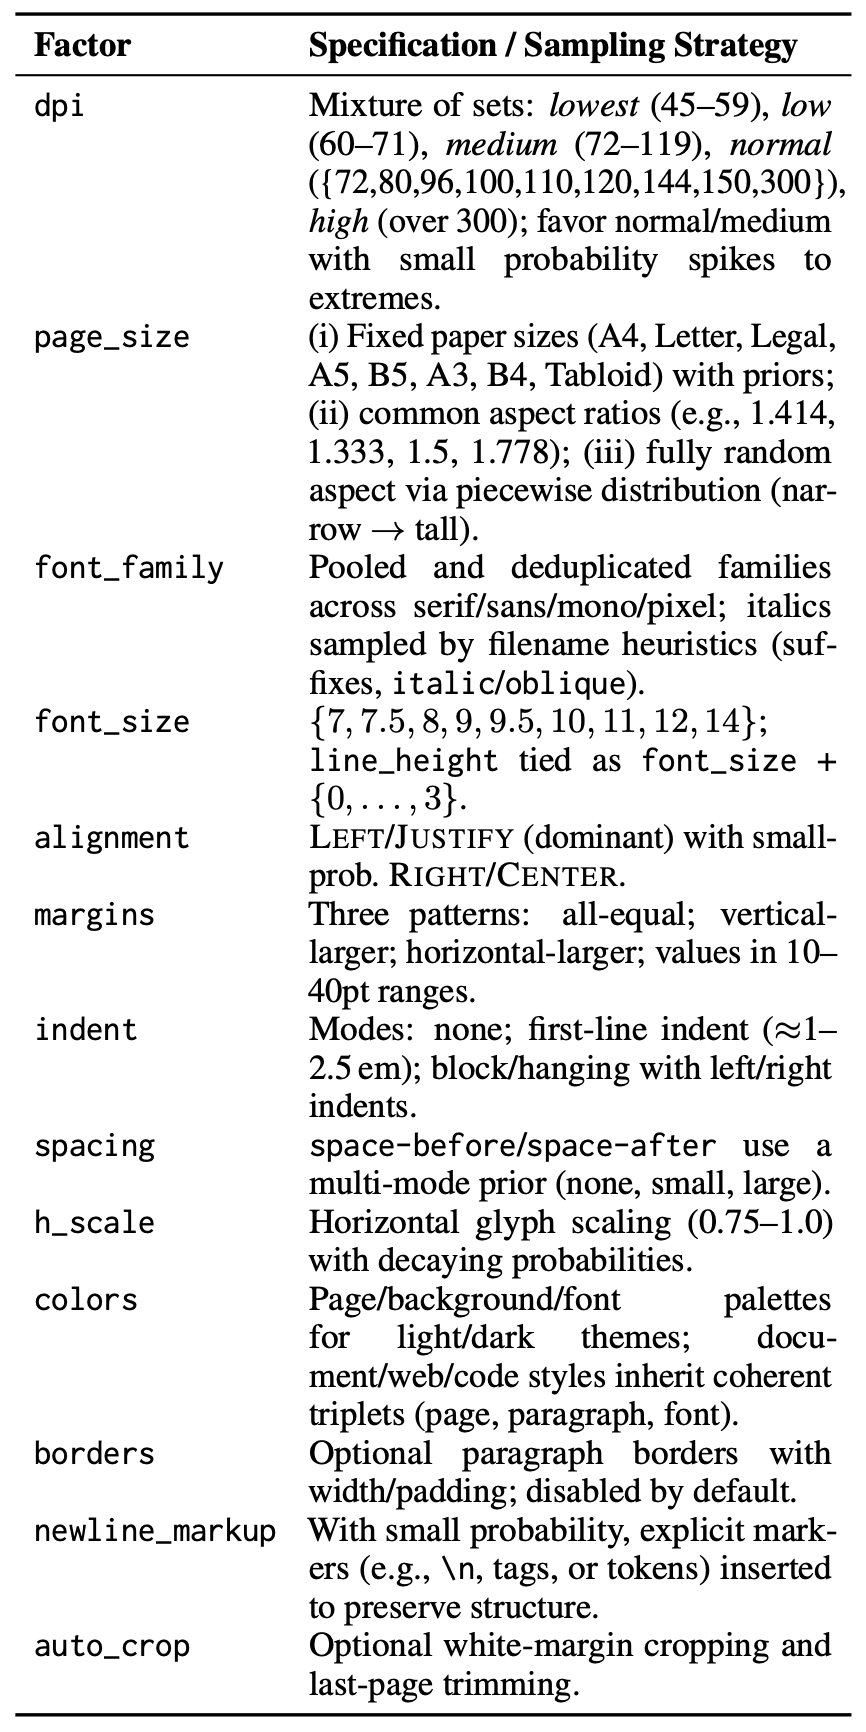 Factor Specification / Sampling Strategy
dpi Mixture of sets: lowest (45–59), low
(60–71), medium (72–119), normal
({72,80,96,100,110,120,144,150,300}),
high (over 300); favor normal/medium
with small probability spikes to
extremes.
page_size (i) Fixed paper sizes (A4, Letter, Legal,
A5, B5, A3, B4, Tabloid) with priors;
(ii) common aspect ratios (e.g., 1.414,
1.333, 1.5, 1.778); (iii) fully random
aspect via piecewise distribution (nar-
row → tall).
font_family Pooled and deduplicated families
across serif/sans/mono/pixel; italics
sampled by filename heuristics (suf-
fixes, italic/oblique).
font_size {7, 7.5, 8, 9, 9.5, 10, 11, 12, 14};
line_height tied as font_size +
{0, . . . , 3}.
alignment LEFT/JUSTIFY (dominant) with small-
prob. RIGHT/CENTER.
margins Three patterns: all-equal; vertical-
larger; horizontal-larger; values in 10–
40pt ranges.
indent Modes: none; first-line indent (≈1–
2.5 em); block/hanging with left/right
indents.
spacing space-before/space-after use a
multi-mode prior (none, small, large).
h_scale Horizontal glyph scaling (0.75–1.0)
with decaying probabilities.
colors Page/background/font palettes
for light/dark themes; docu-
ment/web/code styles inherit coherent
triplets (page, paragraph, font).
borders Optional paragraph borders with
width/padding; disabled by default.
newline_markup With small probability, explicit mark-
ers (e.g., \n, tags, or tokens) inserted
to preserve structure.
auto_crop Optional white-margin cropping and
last-page trimming.